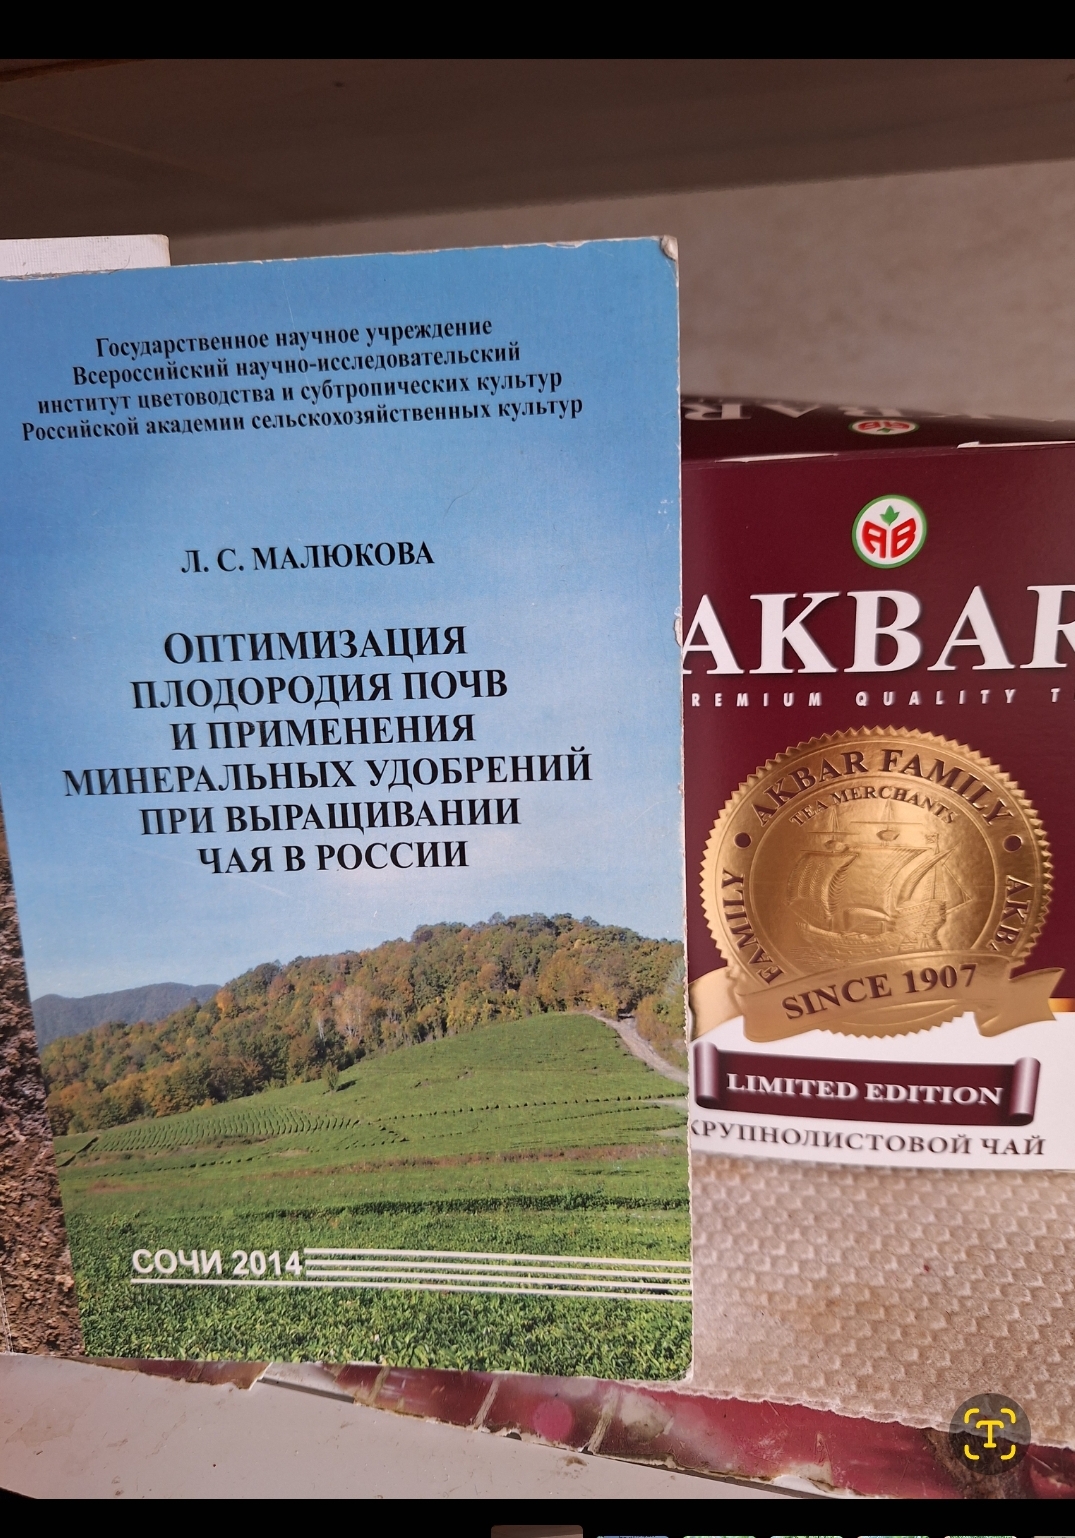 Государственное научное учреждение
Всероссийский научно-исследовательский
институт цветоводства и субтропических культур
Российской академии сельскохозяйственных культур
Л. С. МАЛЮКОВА
ОПТИМИЗАЦИЯ
ПЛОДОРОДИЯ ПОЧВ
И ПРИМЕНЕНИЯ
МИНЕРАЛЬНЫХ УДОБРЕНИЙ
ПРИ ВЫРАЩИВАНИИ
ЧАЯ В РОССИИ
СОЧИ 2014
AB
AKBAR
REMIUM QUALITY T
AKBAR FAMILY
TEA MERCHANTS
FAMILY
AKBA
SINCE 1907
LIMITED EDITION
КРУПНОЛИСТОВОЙ ЧАЙ